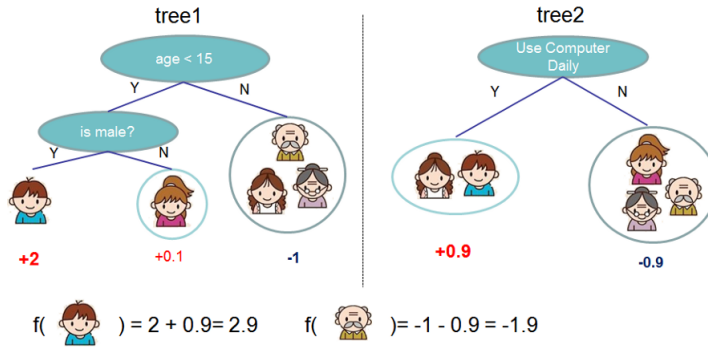 tree1
tree2
age < 15
Use Computer
Daily
Y
N
Y
N
is male?
Y
N
+2
+0.1
-1
+0.9
-0.9
f( ) = 2 + 0.9= 2.9
f( )= -1 - 0.9 = -1.9